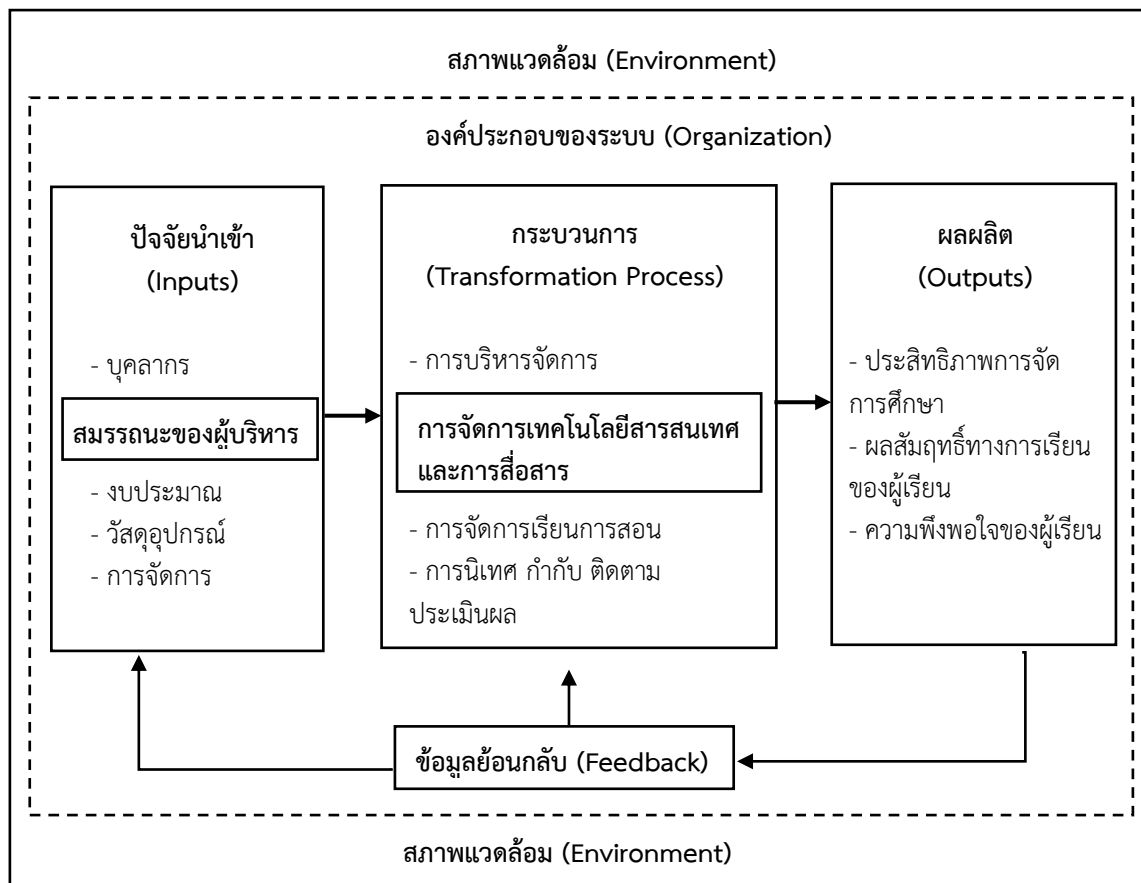 สภาพแวดล้อม (Environment)
องค์ประกอบของระบบ (Organization)
ปัจจัยนำเข้า
(Inputs)
- บุคลากร
สมรรถนะของผู้บริหาร
- งบประมาณ
- วัสดุอุปกรณ์
- การจัดการ
กระบวนการ
(Transformation Process)
- การบริหารจัดการ
การจัดการเทคโนโลยีสารสนเทศ
และการสื่อสาร
- การจัดการเรียนการสอน
- การนิเทศ กำกับ ติดตาม
ประเมินผล
ผลผลิต
(Outputs)
- ประสิทธิภาพการจัด
การศึกษา
- ผลสัมฤทธิ์ทางการเรียน
ของผู้เรียน
- ความพึงพอใจของผู้เรียน
ข้อมูลย้อนกลับ (Feedback)
สภาพแวดล้อม (Environment)